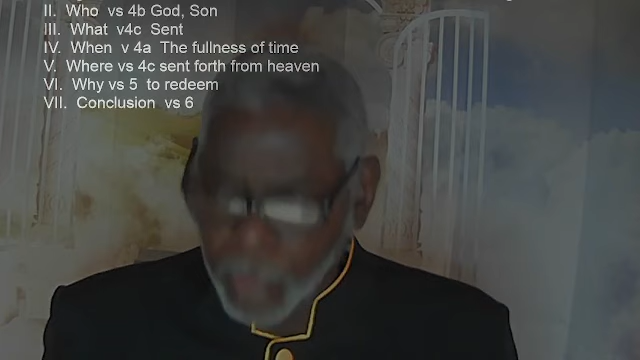 II. Who vs 4b God, Son
III. What v4c Sent
IV. When v 4a The fullness of time
V. Where vs 4c sent forth from heaven
VI. Why vs 5 to redeem
VII. Conclusion vs 6